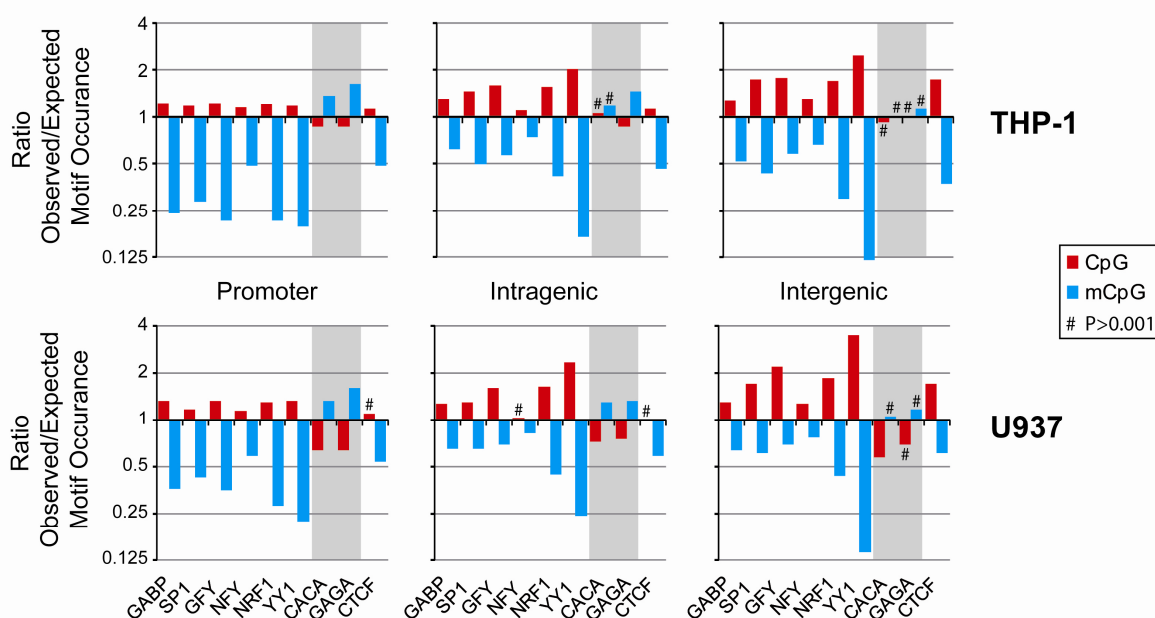 4
2
1
0.5
0.25
0.125
Ratio
Observed/Expected
Motif Occurance
# #
# # # #
THP-1
Promoter
Intragenic
Intergenic
CpG
mCpG
# P>0.001
4
2
1
0.5
0.25
0.125
Ratio
Observed/Expected
Motif Occurance
#
# #
# # #
U937
GABP SP1 GFY NFY NRF1 YY1 CACA GAGA CTCF
GABP SP1 GFY NFY NRF1 YY1 CACA GAGA CTCF
GABP SP1 GFY NFY NRF1 YY1 CACA GAGA CTCF